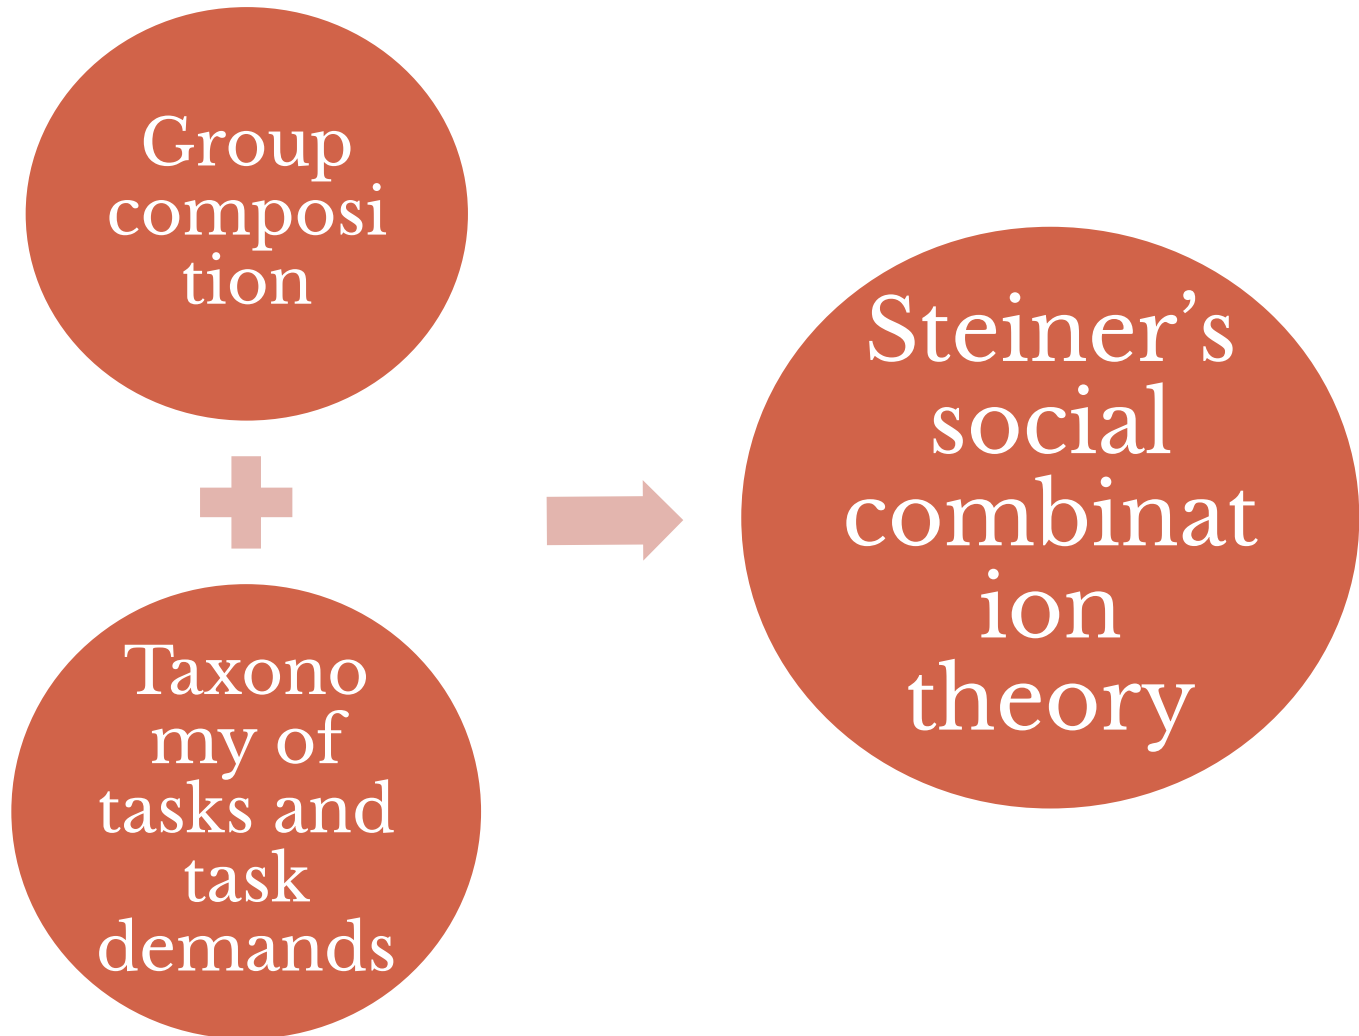 Group
composi
tion
Taxono
my of
tasks and
task
demands
Steiner’s
social
combinat
ion
theory